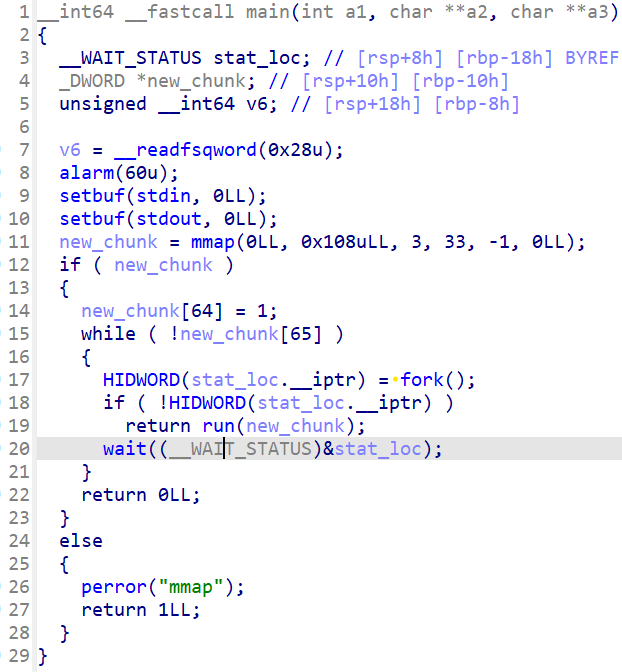 1 __int64 __fastcall main(int a1, char **a2, char **a3)
2 {
3   __WAIT_STATUS stat_loc; // [rsp+8h] [rbp-18h] BYREF
4   _DWORD *new_chunk; // [rsp+10h] [rbp-10h]
5   unsigned __int64 v6; // [rsp+18h] [rbp-8h]
6
7   v6 = __readfsqword(0x28u);
8   alarm(60u);
9   setbuf(stdin, 0LL);
10   setbuf(stdout, 0LL);
11   new_chunk = mmap(0LL, 0x108uLL, 3, 33, -1, 0LL);
12   if ( new_chunk )
13   {
14     new_chunk[64] = 1;
15     while ( !new_chunk[65] )
16     {
17       HIDWORD(stat_loc.__iptr) = fork();
18       if ( !HIDWORD(stat_loc.__iptr) )
19         return run(new_chunk);
20       wait((__WAIT_STATUS)&stat_loc);
21     }
22     return 0LL;
23   }
24   else
25   {
26     perror("mmap");
27     return 1LL;
28   }
29 }